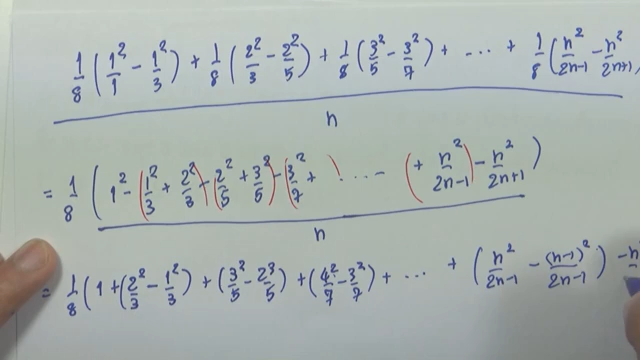 1/8 (1²/1 - 1²/3) + 1/8 (2²/3 - 2²/5) + 1/8 (3²/5 - 3²/7) + ... + 1/8 (n²/2n-1 - n²/2n+1)
n
= 1/8 (1² - (1²/3 + 2²/3) - (2²/5 + 3²/5) - (3²/7 + ) ... - ( + n²/2n-1) - n²/2n+1)
n
= 1/8 (1 + (2²/3 - 1²/3) + (3²/5 - 2²/5) + (4²/7 - 3²/7) + ... + (n²/2n-1 - (n-1)²/2n-1) - n